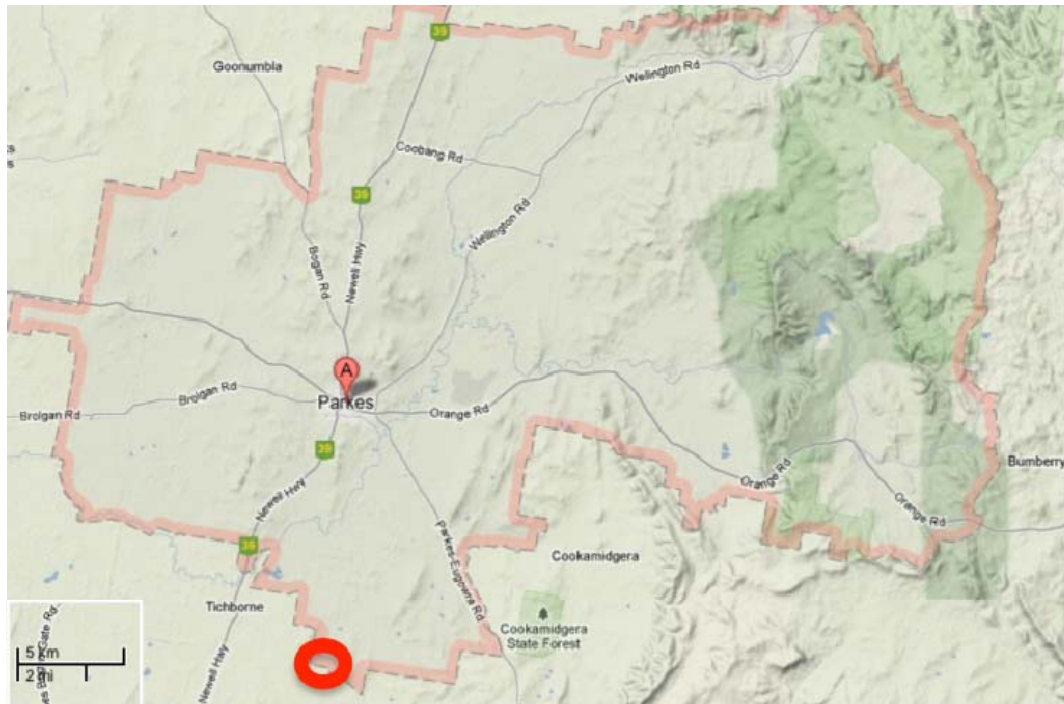 39
Goonumbla
Wellington Rd
Coobang Rd
39
Wellington Rd
Bogan Rd
Newell Hwy
A
Parkes
Brolgan Rd
Brolgan Rd
Orange Rd
39
Newell Hwy
Orange Rd
Bumberry
Orange Rd
39
Parkes-Eugowra Rd
Cookamidgera
Tichborne
Cookamidgera
State Forest
Newell Hwy
Gate Rd
5 km
2 mi